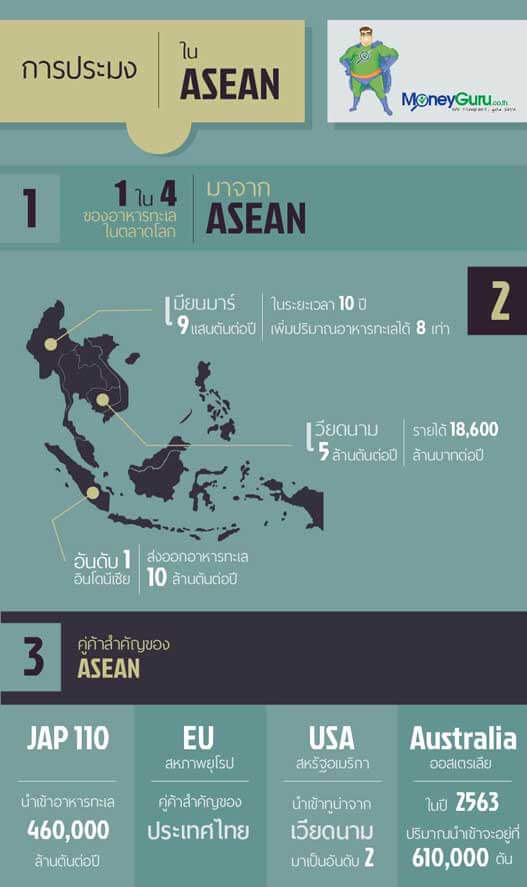 การประมง
ใน
ASEAN
MoneyGuru.co.th
we compare, you save
1
1 ใน 4
ของอาหารทะเล
ในตลาดโลก
มาจาก
ASEAN
2
เมียนมาร์
9 แสนตันต่อปี
ในระยะเวลา 10 ปี
เพิ่มปริมาณอาหารทะเลได้ 8 เท่า
เวียดนาม
5 ล้านตันต่อปี
รายได้ 18,600
ล้านบาทต่อปี
อันดับ 1
อินโดนีเซีย
ส่งออกอาหารทะเล
10 ล้านตันต่อปี
3
คู่ค้าสำคัญของ
ASEAN
JAP 110
นำเข้าอาหารทะเล
460,000
ล้านตันต่อปี
EU
สหภาพยุโรป
คู่ค้าสำคัญของ
ประเทศไทย
USA
สหรัฐอเมริกา
นำเข้าทูน่าจาก
เวียดนาม
มาเป็นอันดับ 2
Australia
ออสเตรเลีย
ในปี 2563
ปริมาณนำเข้าจะอยู่ที่
610,000 ตัน